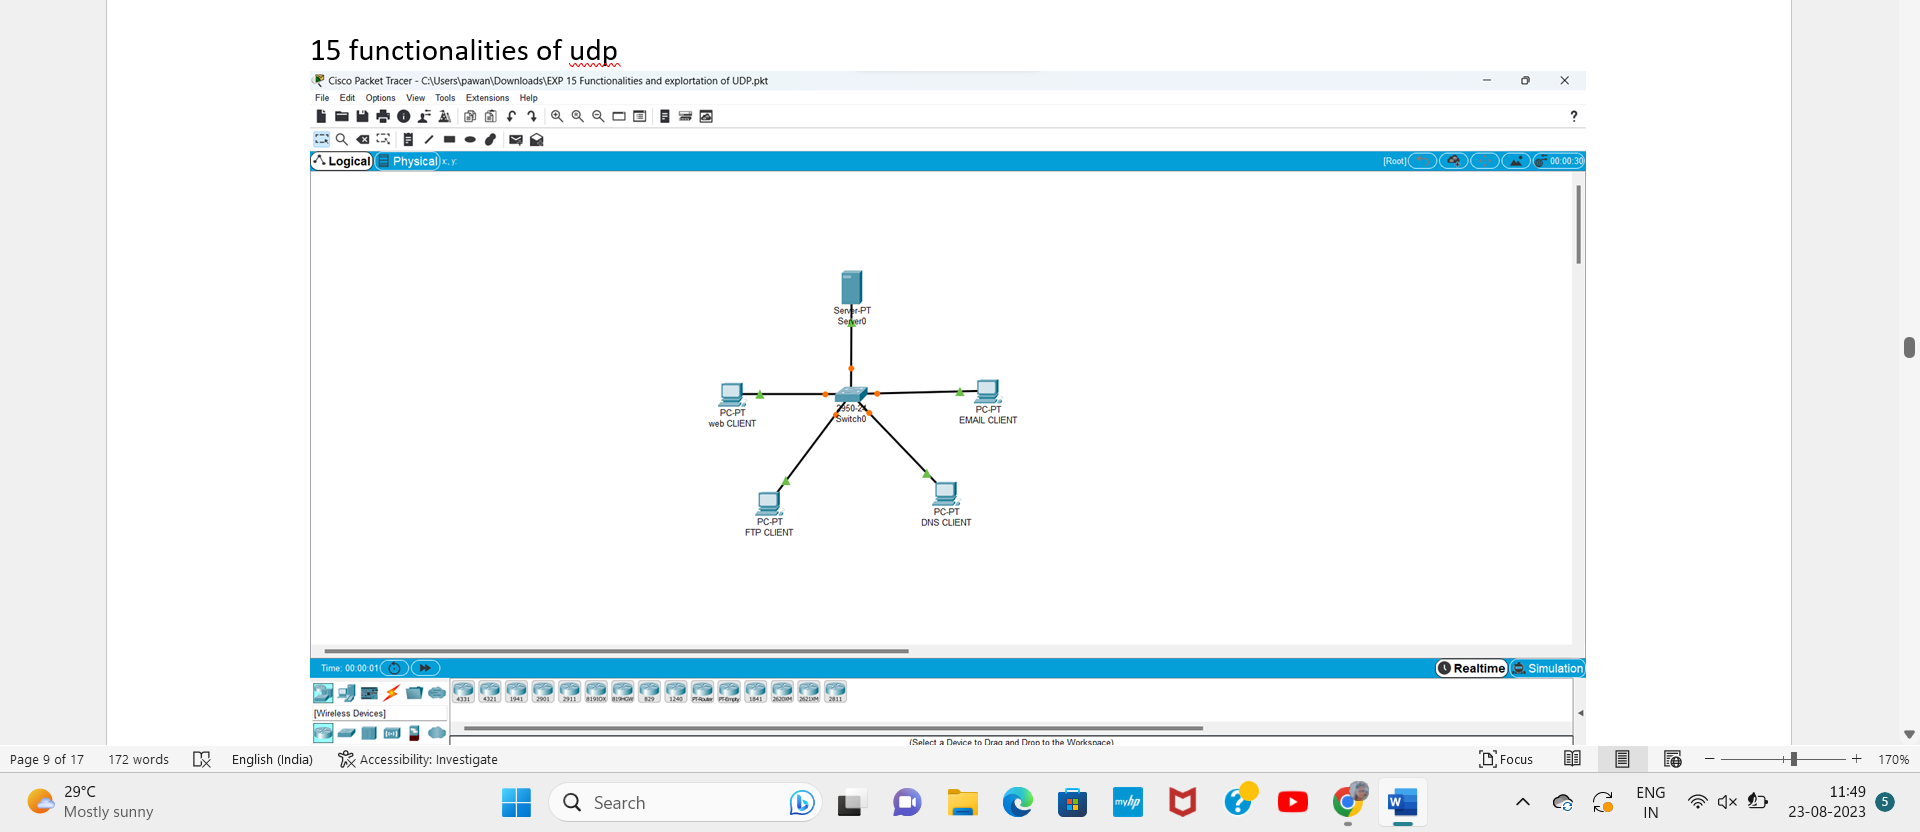 15 functionalities of udp
Cisco Packet Tracer - C:\Users\pawan\Downloads\EXP 15 Functionalities and explortation of UDP.pkt
File Edit Options View Tools Extensions Help
?
Logical Physical x: y:
[Root] 00:00:30
Server-PT
Server0
PC-PT
web CLIENT
2950-24
Switch0
PC-PT
EMAIL CLIENT
PC-PT
FTP CLIENT
PC-PT
DNS CLIENT
Time: 00:00:01 Realtime Simulation
4331 4321 1941 2901 2911 819IOX 819HGW 829 1240 PT-Router PT-Empty 1841 2620XM 2621XM 2811
[Wireless Devices]
(Select a Device to Drag and Drop to the Workspace)
Page 9 of 17 172 words English (India) Accessibility: Investigate Focus 170%
29°C
Mostly sunny
Search
myhp
W
ENG
IN
11:49
23-08-2023
5